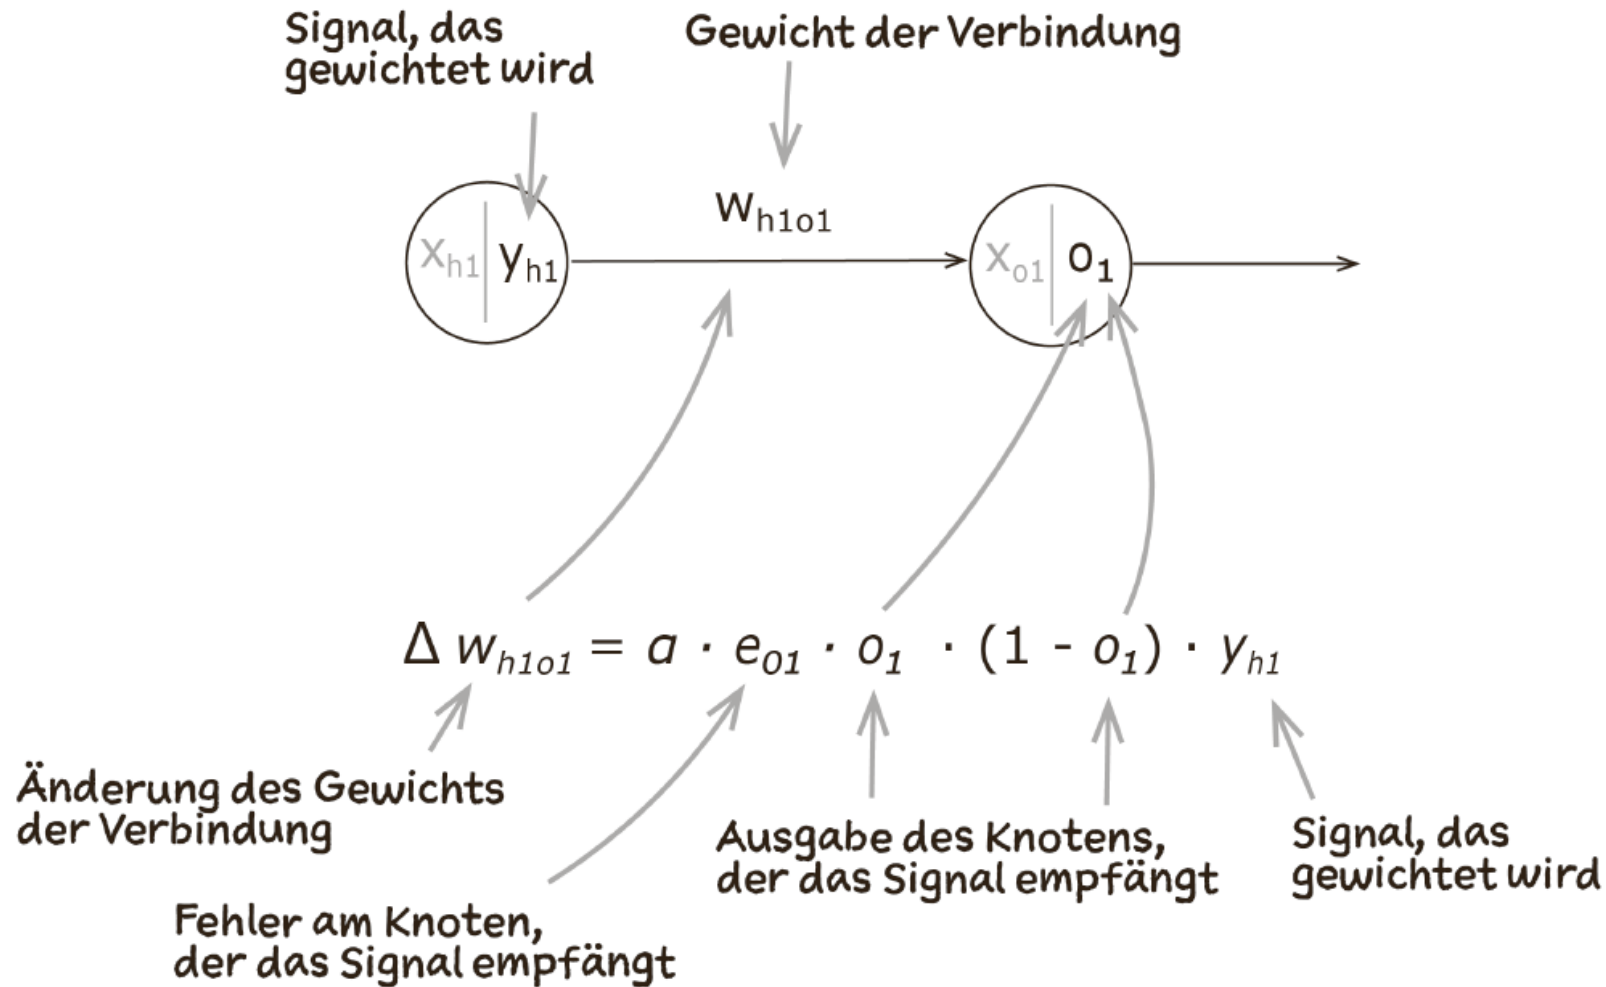 Signal, das
gewichtet wird
Gewicht der Verbindung
w_h1o1
x_h1 | y_h1
x_o1 | o_1
Δ w_h1o1 = a · e_o1 · o_1 · (1 - o_1) · y_h1
Änderung des Gewichts
der Verbindung
Fehler am Knoten,
der das Signal empfängt
Ausgabe des Knotens,
der das Signal empfängt
Signal, das
gewichtet wird